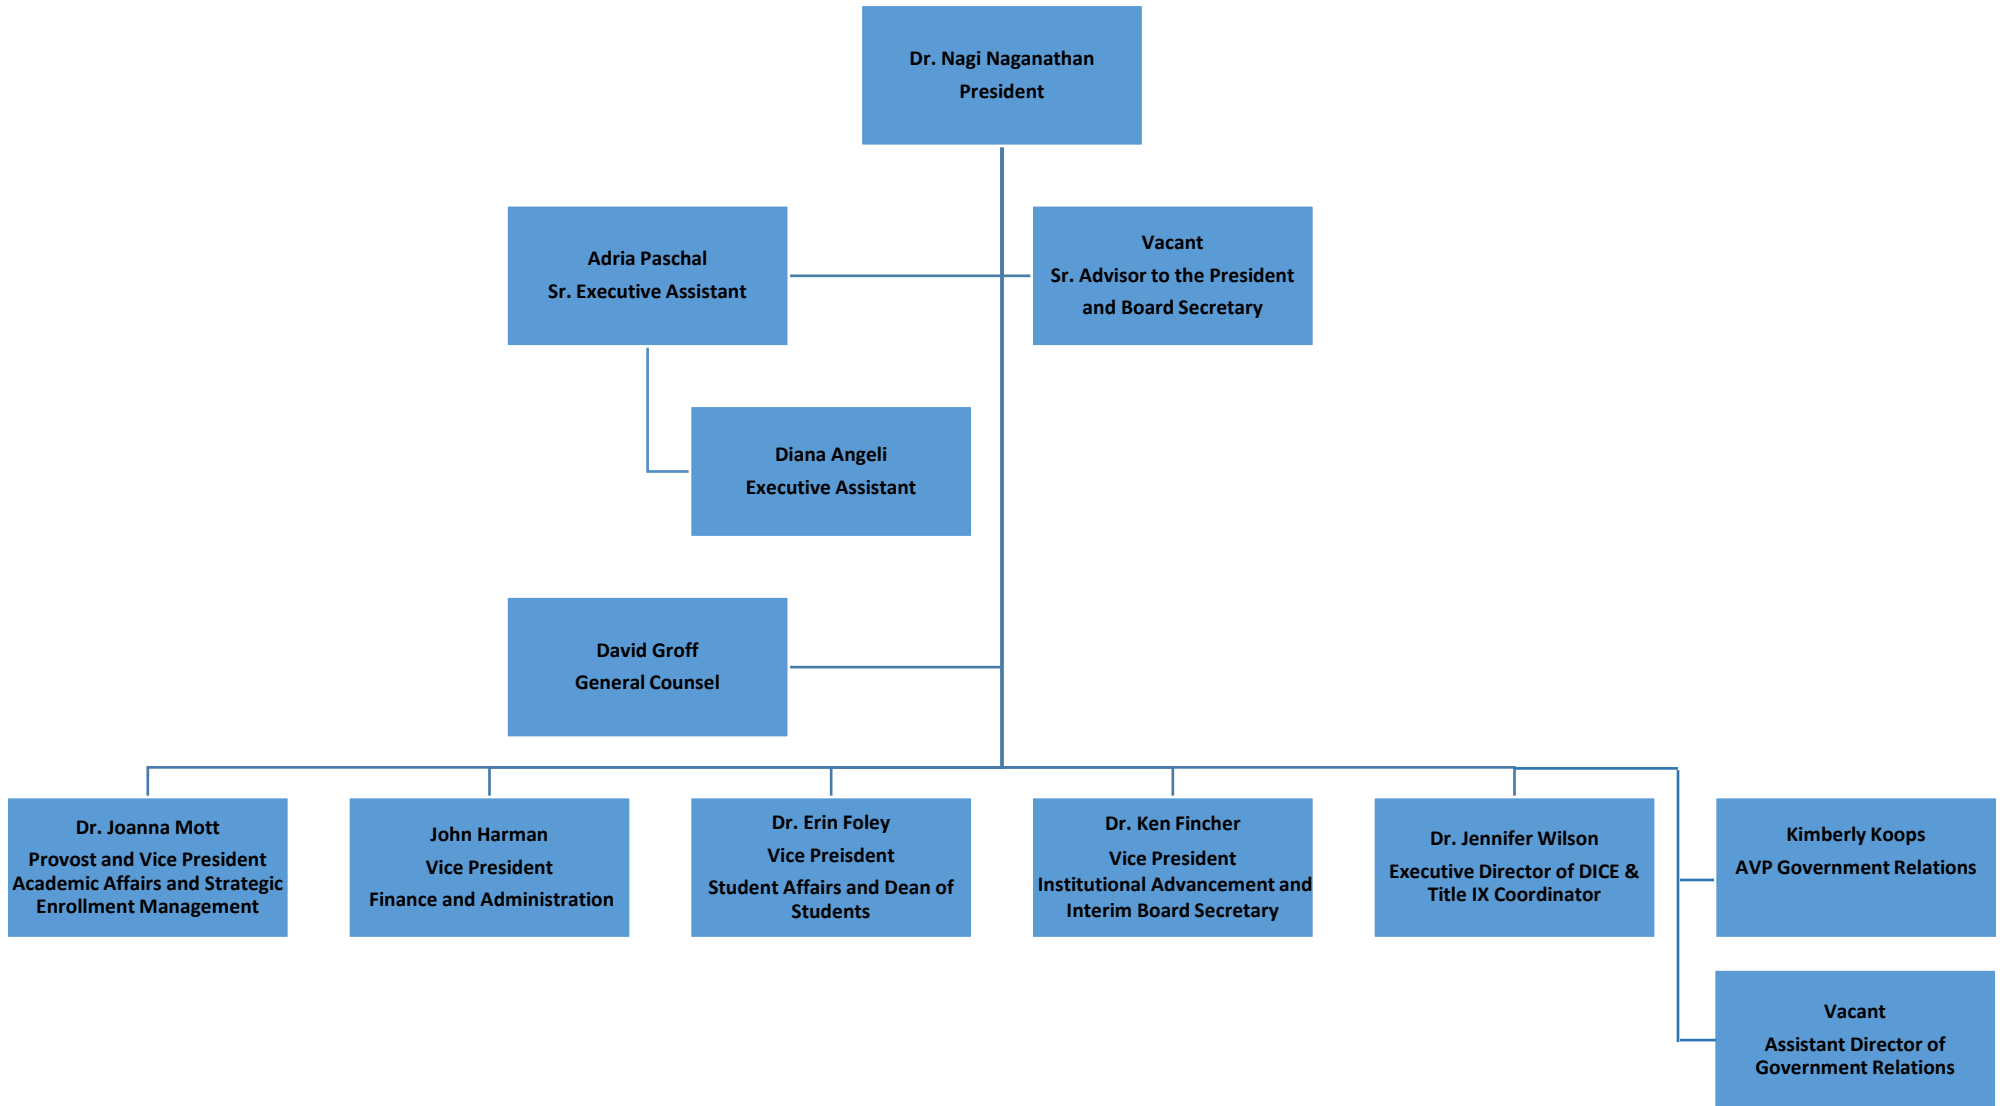 Dr. Nagi Naganathan
President
Adria Paschal
Sr. Executive Assistant
Vacant
Sr. Advisor to the President
and Board Secretary
Diana Angeli
Executive Assistant
David Groff
General Counsel
Dr. Joanna Mott
Provost and Vice President
Academic Affairs and Strategic
Enrollment Management
John Harman
Vice President
Finance and Administration
Dr. Erin Foley
Vice Preisdent
Student Affairs and Dean of
Students
Dr. Ken Fincher
Vice President
Institutional Advancement and
Interim Board Secretary
Dr. Jennifer Wilson
Executive Director of DICE &
Title IX Coordinator
Kimberly Koops
AVP Government Relations
Vacant
Assistant Director of
Government Relations